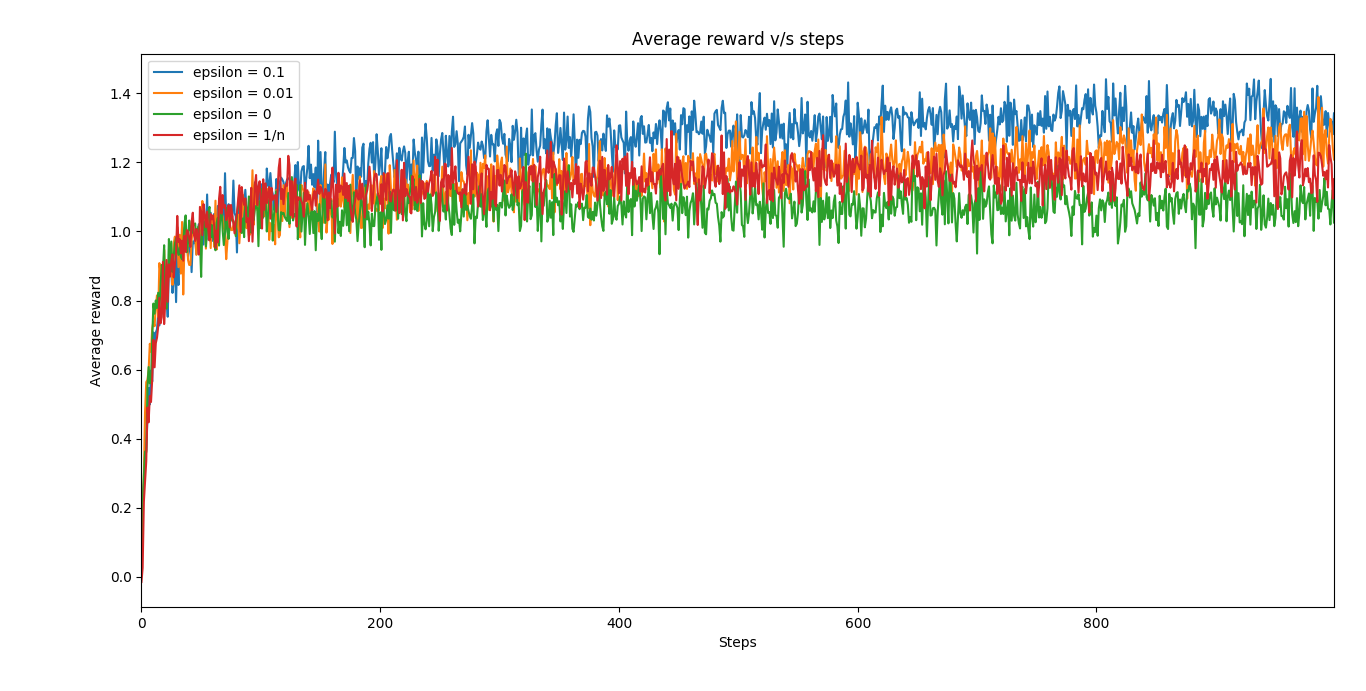 Average reward v/s steps
epsilon = 0.1
epsilon = 0.01
epsilon = 0
epsilon = 1/n
Average reward
1.4
1.2
1.0
0.8
0.6
0.4
0.2
0.0
0 200 400 600 800
Steps